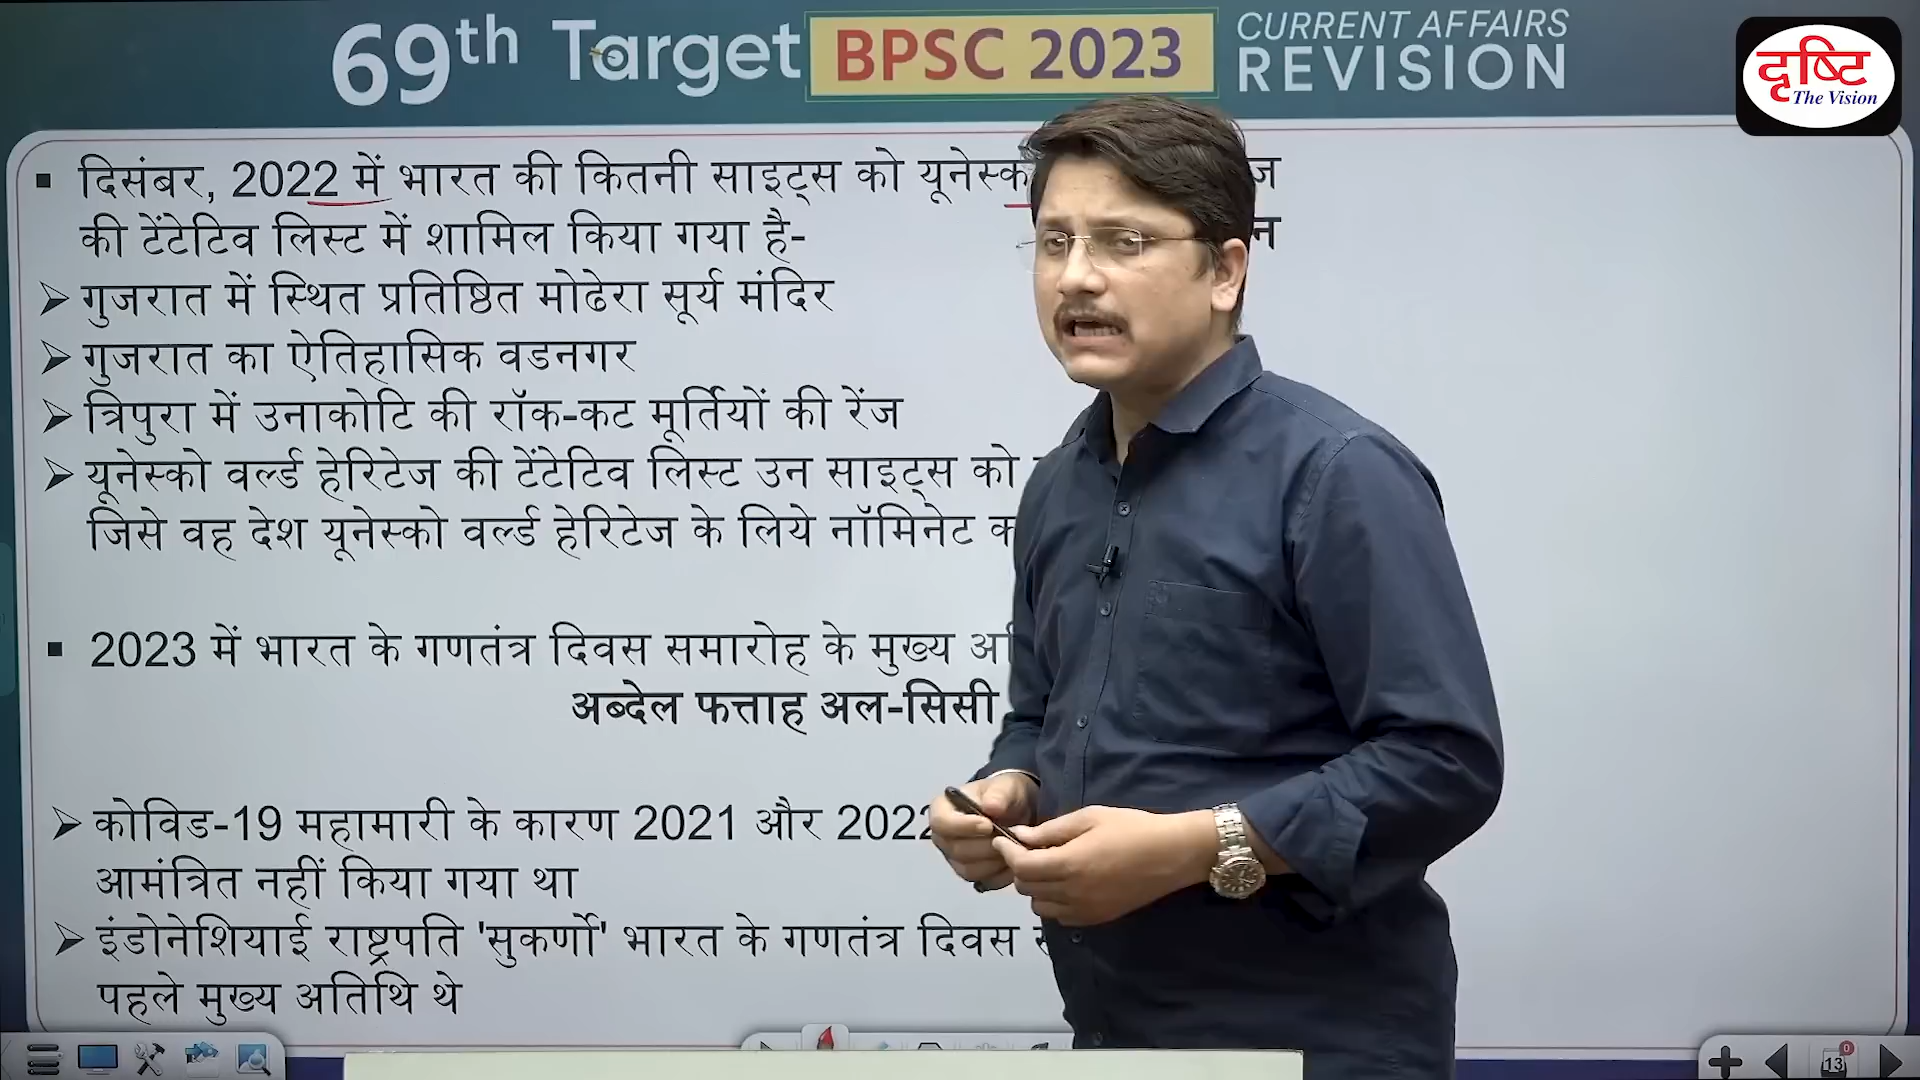 69th Target BPSC 2023 CURRENT AFFAIRS REVISION
दृष्टि
The Vision
▪ दिसंबर, 2022 में भारत की कितनी साइट्स को
की टेंटेटिव लिस्ट में शामिल किया गया है-
➢ गुजरात में स्थित प्रतिष्ठित मोढेरा सूर्य मंदिर
➢ गुजरात का ऐतिहासिक वडनगर
➢ त्रिपुरा में उनाकोटि की रॉक-कट मूर्तियों की रेंज
➢ यूनेस्को वर्ल्ड हेरिटेज की टेंटेटिव लिस्ट उन साइट्स को
जिसे वह देश यूनेस्को वर्ल्ड हेरिटेज के लिये नॉमिनेट
▪ 2023 में भारत के गणतंत्र दिवस समारोह के मुख्य
अब्देल फत्ताह अल-सिसी
➢ कोविड-19 महामारी के कारण 2021 और 2022
आमंत्रित नहीं किया गया था
➢ इंडोनेशियाई राष्ट्रपति 'सुकर्णो' भारत के गणतंत्र दिवस
पहले मुख्य अतिथि थे
13
0